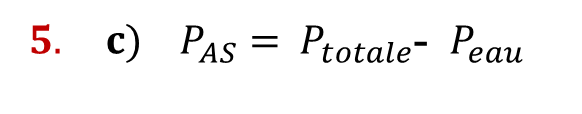 5. c) P_AS = P_totale- P_eau